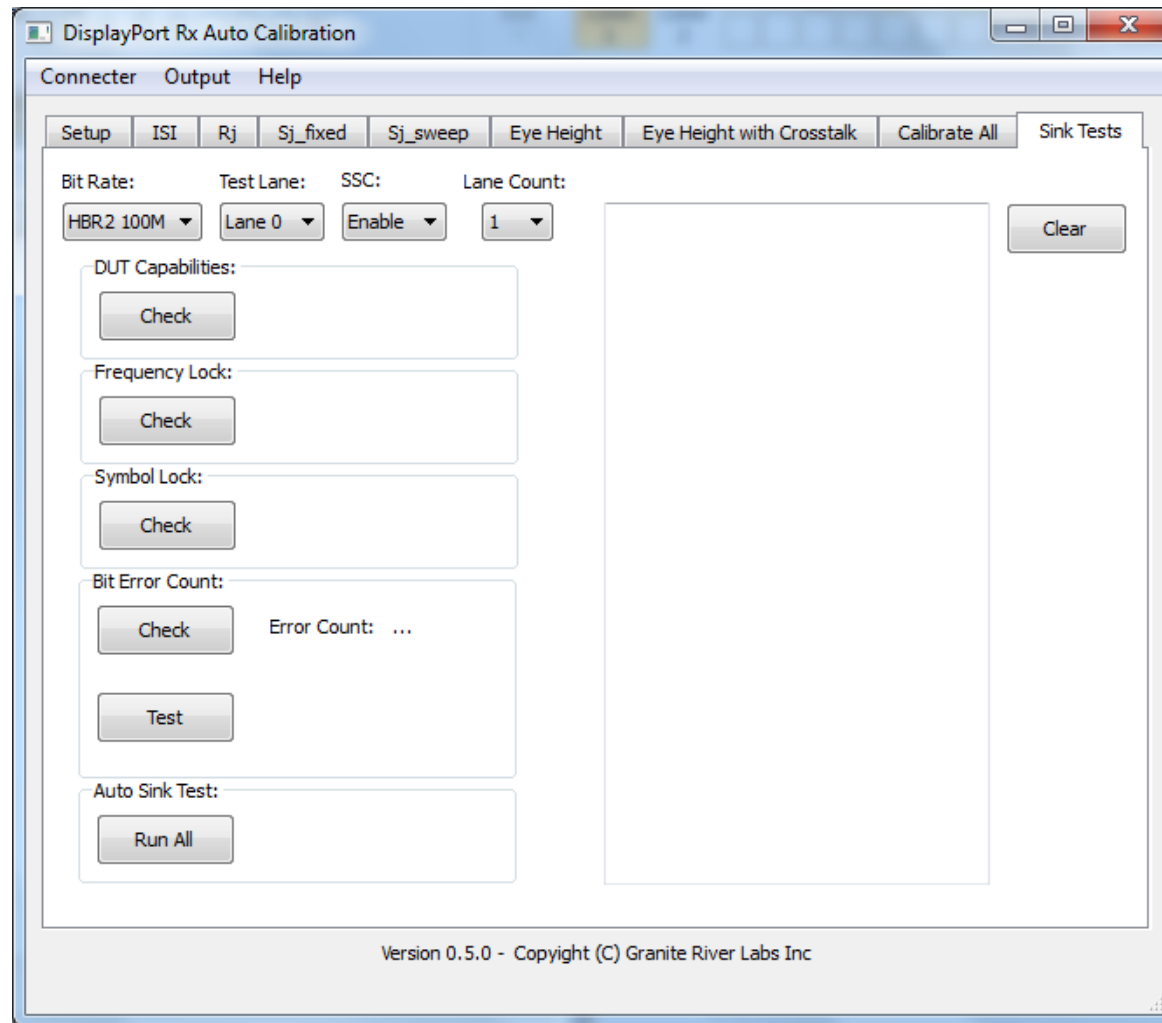 DisplayPort Rx Auto Calibration
Connecter Output Help
Setup ISI Rj Sj_fixed Sj_sweep Eye Height Eye Height with Crosstalk Calibrate All Sink Tests
Bit Rate: Test Lane: SSC: Lane Count:
HBR2 100M Lane 0 Enable 1
Clear
DUT Capabilities:
Check
Frequency Lock:
Check
Symbol Lock:
Check
Bit Error Count:
Check Error Count: ...
Test
Auto Sink Test:
Run All
Version 0.5.0 - Copyight (C) Granite River Labs Inc